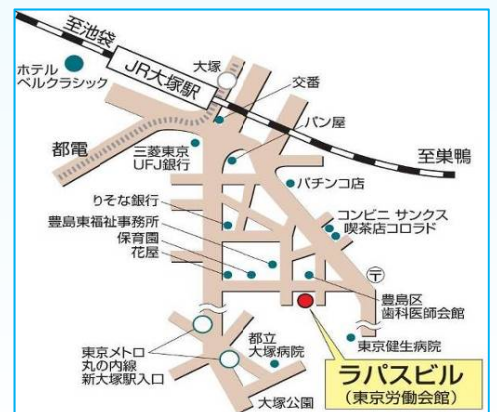 至池袋
ホテル
ベルクラシック
JR大塚駅
大塚
交番
パン屋
都電
三菱東京
UFJ銀行
至巣鴨
パチンコ店
りそな銀行
豊島東福祉事務所
保育園
花屋
コンビニ サンクス
喫茶店コロラド
〒
豊島区
歯科医師会館
東京メトロ
丸の内線
新大塚駅入口
都立
大塚病院
東京健生病院
ラパスビル
(東京労働会館)
大塚公園